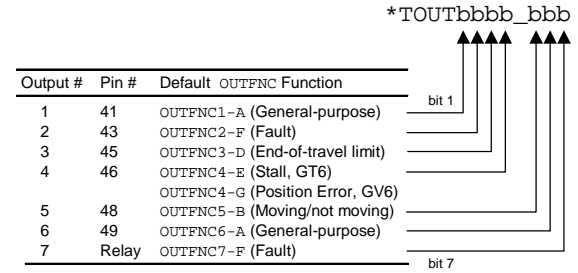 *TOUTbbbb_bbb
Output # Pin # Default OUTFNC Function
bit 1
1 41 OUTFNC1-A (General-purpose)
2 43 OUTFNC2-F (Fault)
3 45 OUTFNC3-D (End-of-travel limit)
4 46 OUTFNC4-E (Stall, GT6)
OUTFNC4-G (Position Error, GV6)
5 48 OUTFNC5-B (Moving/not moving)
6 49 OUTFNC6-A (General-purpose)
7 Relay OUTFNC7-F (Fault)
bit 7